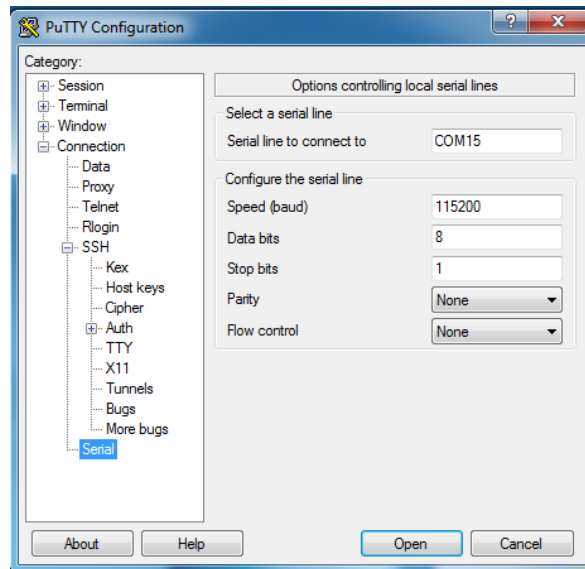 PuTTY Configuration
Category:
Session
Terminal
Window
Connection
Data
Proxy
Telnet
Rlogin
SSH
Kex
Host keys
Cipher
Auth
TTY
X11
Tunnels
Bugs
More bugs
Serial
Options controlling local serial lines
Select a serial line
Serial line to connect to COM15
Configure the serial line
Speed (baud) 115200
Data bits 8
Stop bits 1
Parity None
Flow control None
About Help Open Cancel